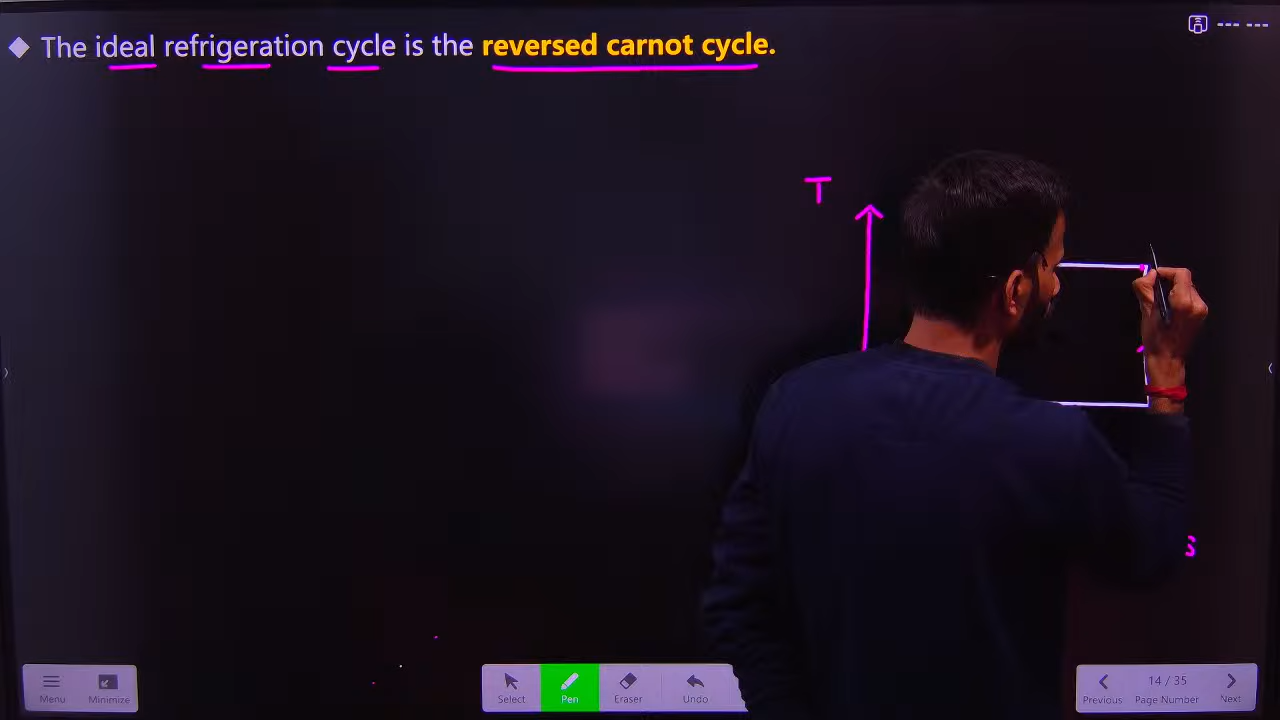 The ideal refrigeration cycle is the reversed carnot cycle.
T
S
Menu
Minimize
Select
Pen
Eraser
Undo
Previous
14 / 35
Page Number
Next